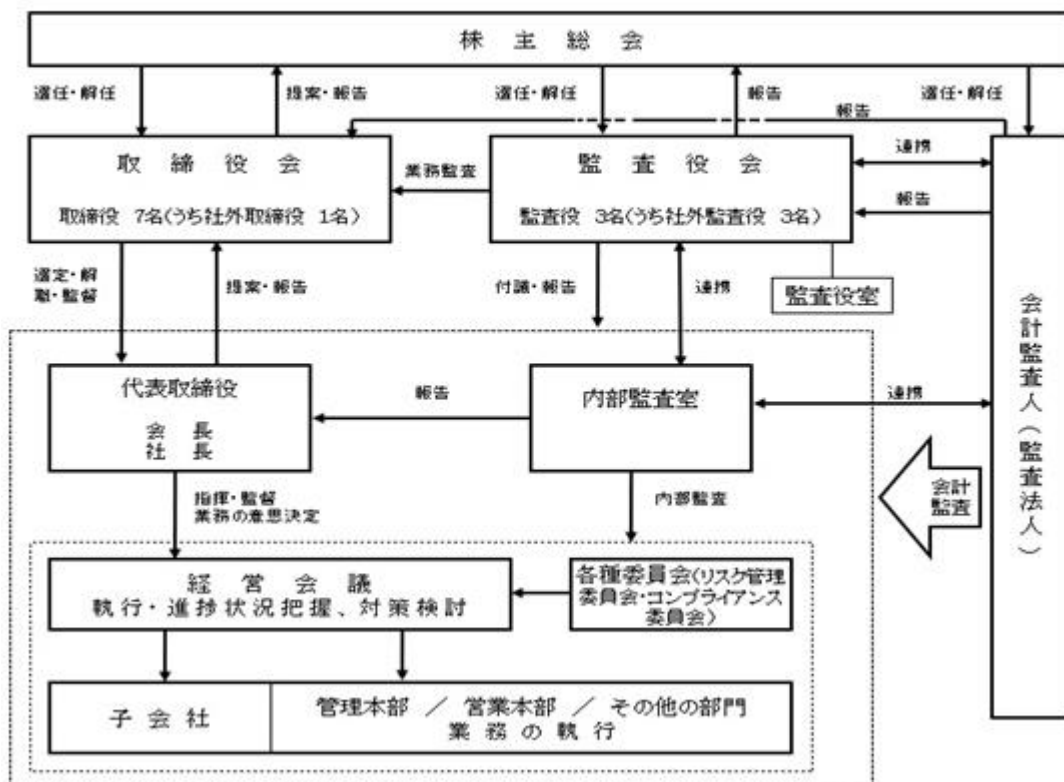 株主総会
選任・解任
提案・報告
選任・解任
報告
選任・解任
報告
取締役会
取締役 7名(うち社外取締役 1名)
業務監査
監査役会
監査役 3名(うち社外監査役 3名)
連携
報告
選定・解
職・監督
提案・報告
付議・報告
連携
監査役室
会計監査人(監査法人)
代表取締役
会長
社長
報告
内部監査室
連携
会計
監査
指揮・監督
業務の意思決定
内部監査
経営会議
執行・進捗状況把握、対策検討
各種委員会(リスク管理
委員会・コンプライアンス
委員会)
子会社
管理本部 / 営業本部 / その他の部門
業務の執行